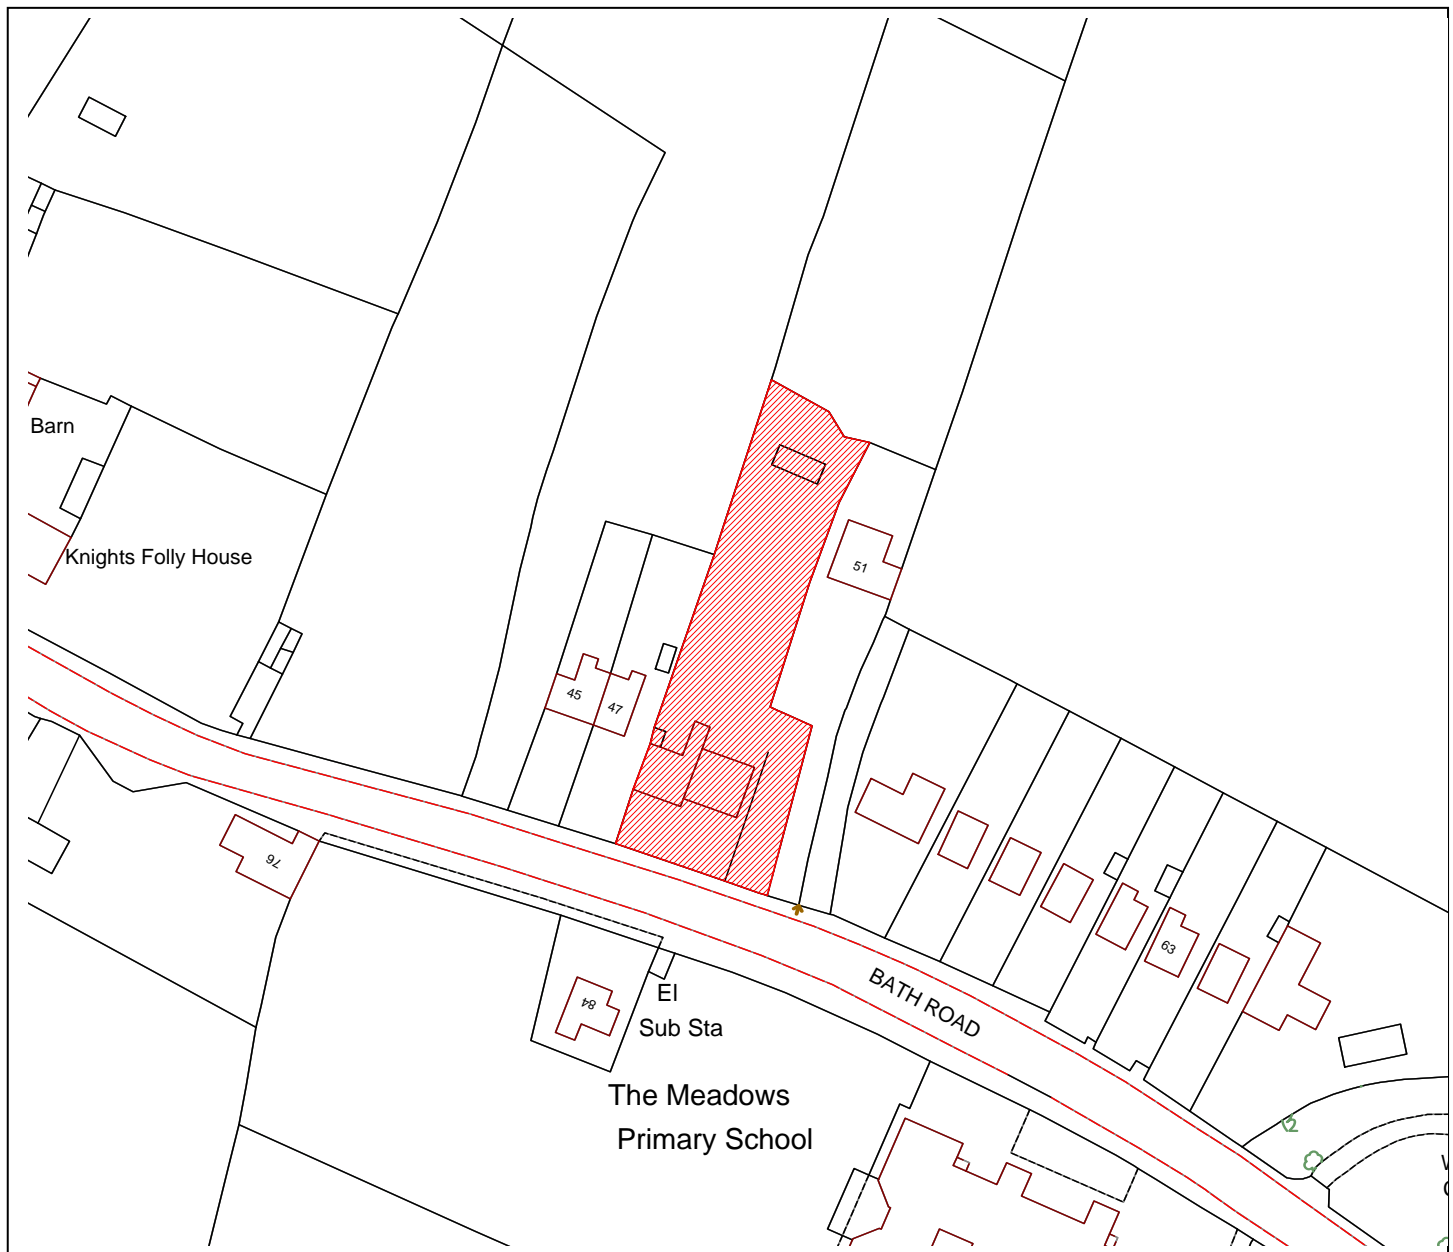 Barn
Knights Folly House
51
45
47
76
63
84
El
Sub Sta
BATH ROAD
The Meadows
Primary School